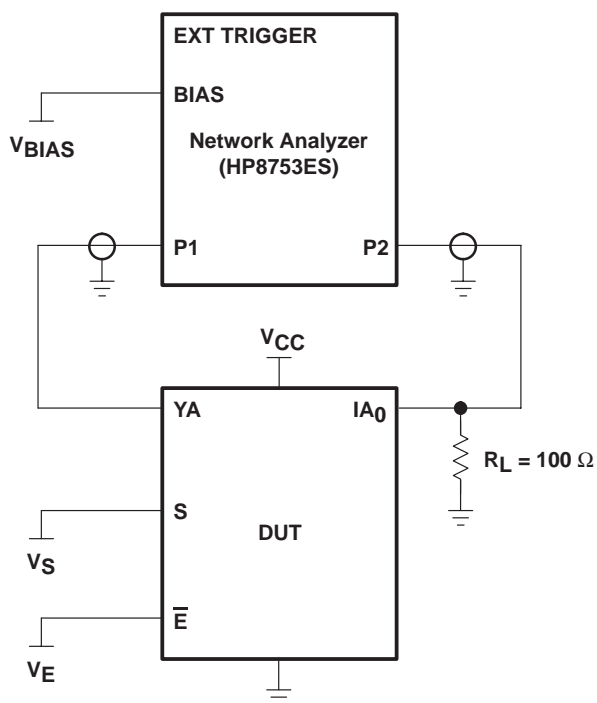 EXT TRIGGER
BIAS
VBIAS
Network Analyzer
(HP8753ES)
P1
P2
VCC
YA
IA0
RL = 100 Ω
S
DUT
VS
E̅
VE